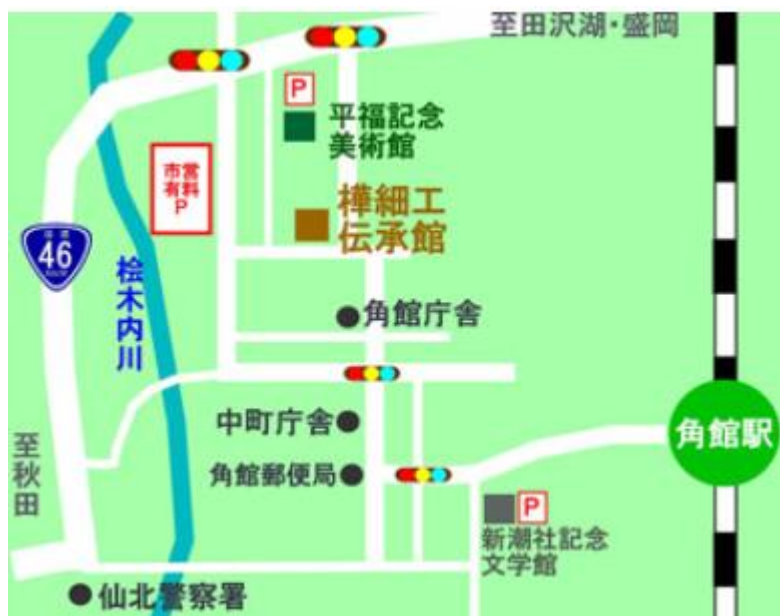 至田沢湖・盛岡
P
平福記念
美術館
市営
有料
P
樺細工
伝承館
46
桧木内川
角館庁舎
中町庁舎
角館駅
至秋田
角館郵便局
P
新潮社記念
文学館
仙北警察署